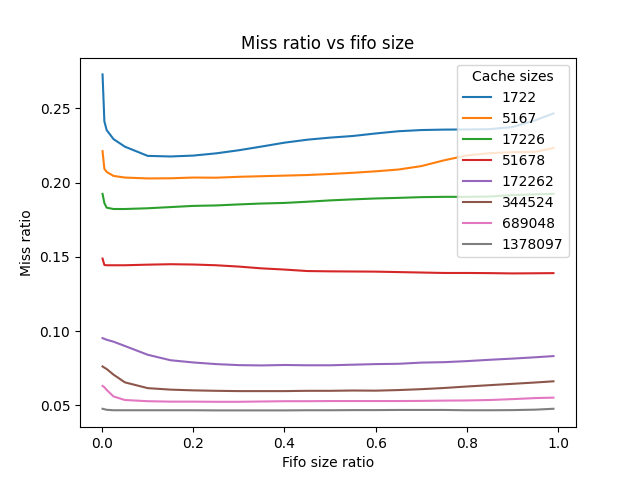 Miss ratio vs fifo size
Cache sizes
1722
5167
17226
51678
172262
344524
689048
1378097
Miss ratio
0.25
0.20
0.15
0.10
0.05
0.0 0.2 0.4 0.6 0.8 1.0
Fifo size ratio